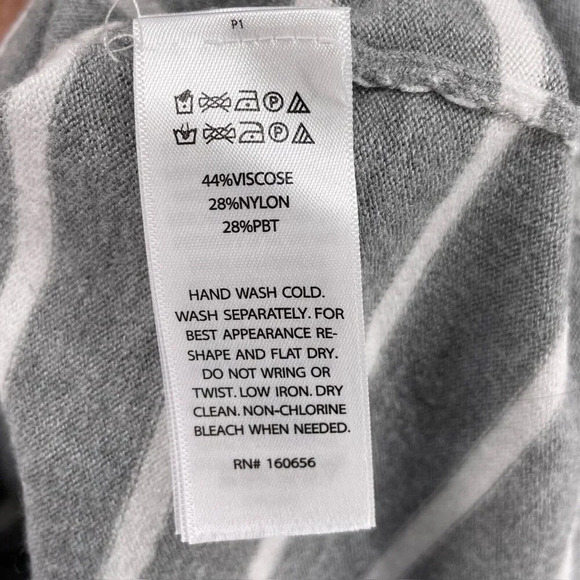 P1
44%VISCOSE
28%NYLON
28%PBT
HAND WASH COLD.
WASH SEPARATELY. FOR
BEST APPEARANCE RE-
SHAPE AND FLAT DRY.
DO NOT WRING OR
TWIST. LOW IRON. DRY
CLEAN. NON-CHLORINE
BLEACH WHEN NEEDED.
RN# 160656